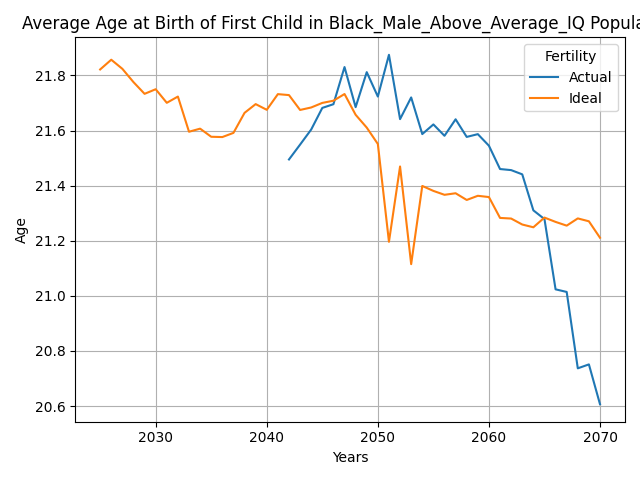 Average Age at Birth of First Child in Black_Male_Above_Average_IQ Popula
Fertility
Actual
Ideal
Age
21.8
21.6
21.4
21.2
21.0
20.8
20.6
2030 2040 2050 2060 2070
Years